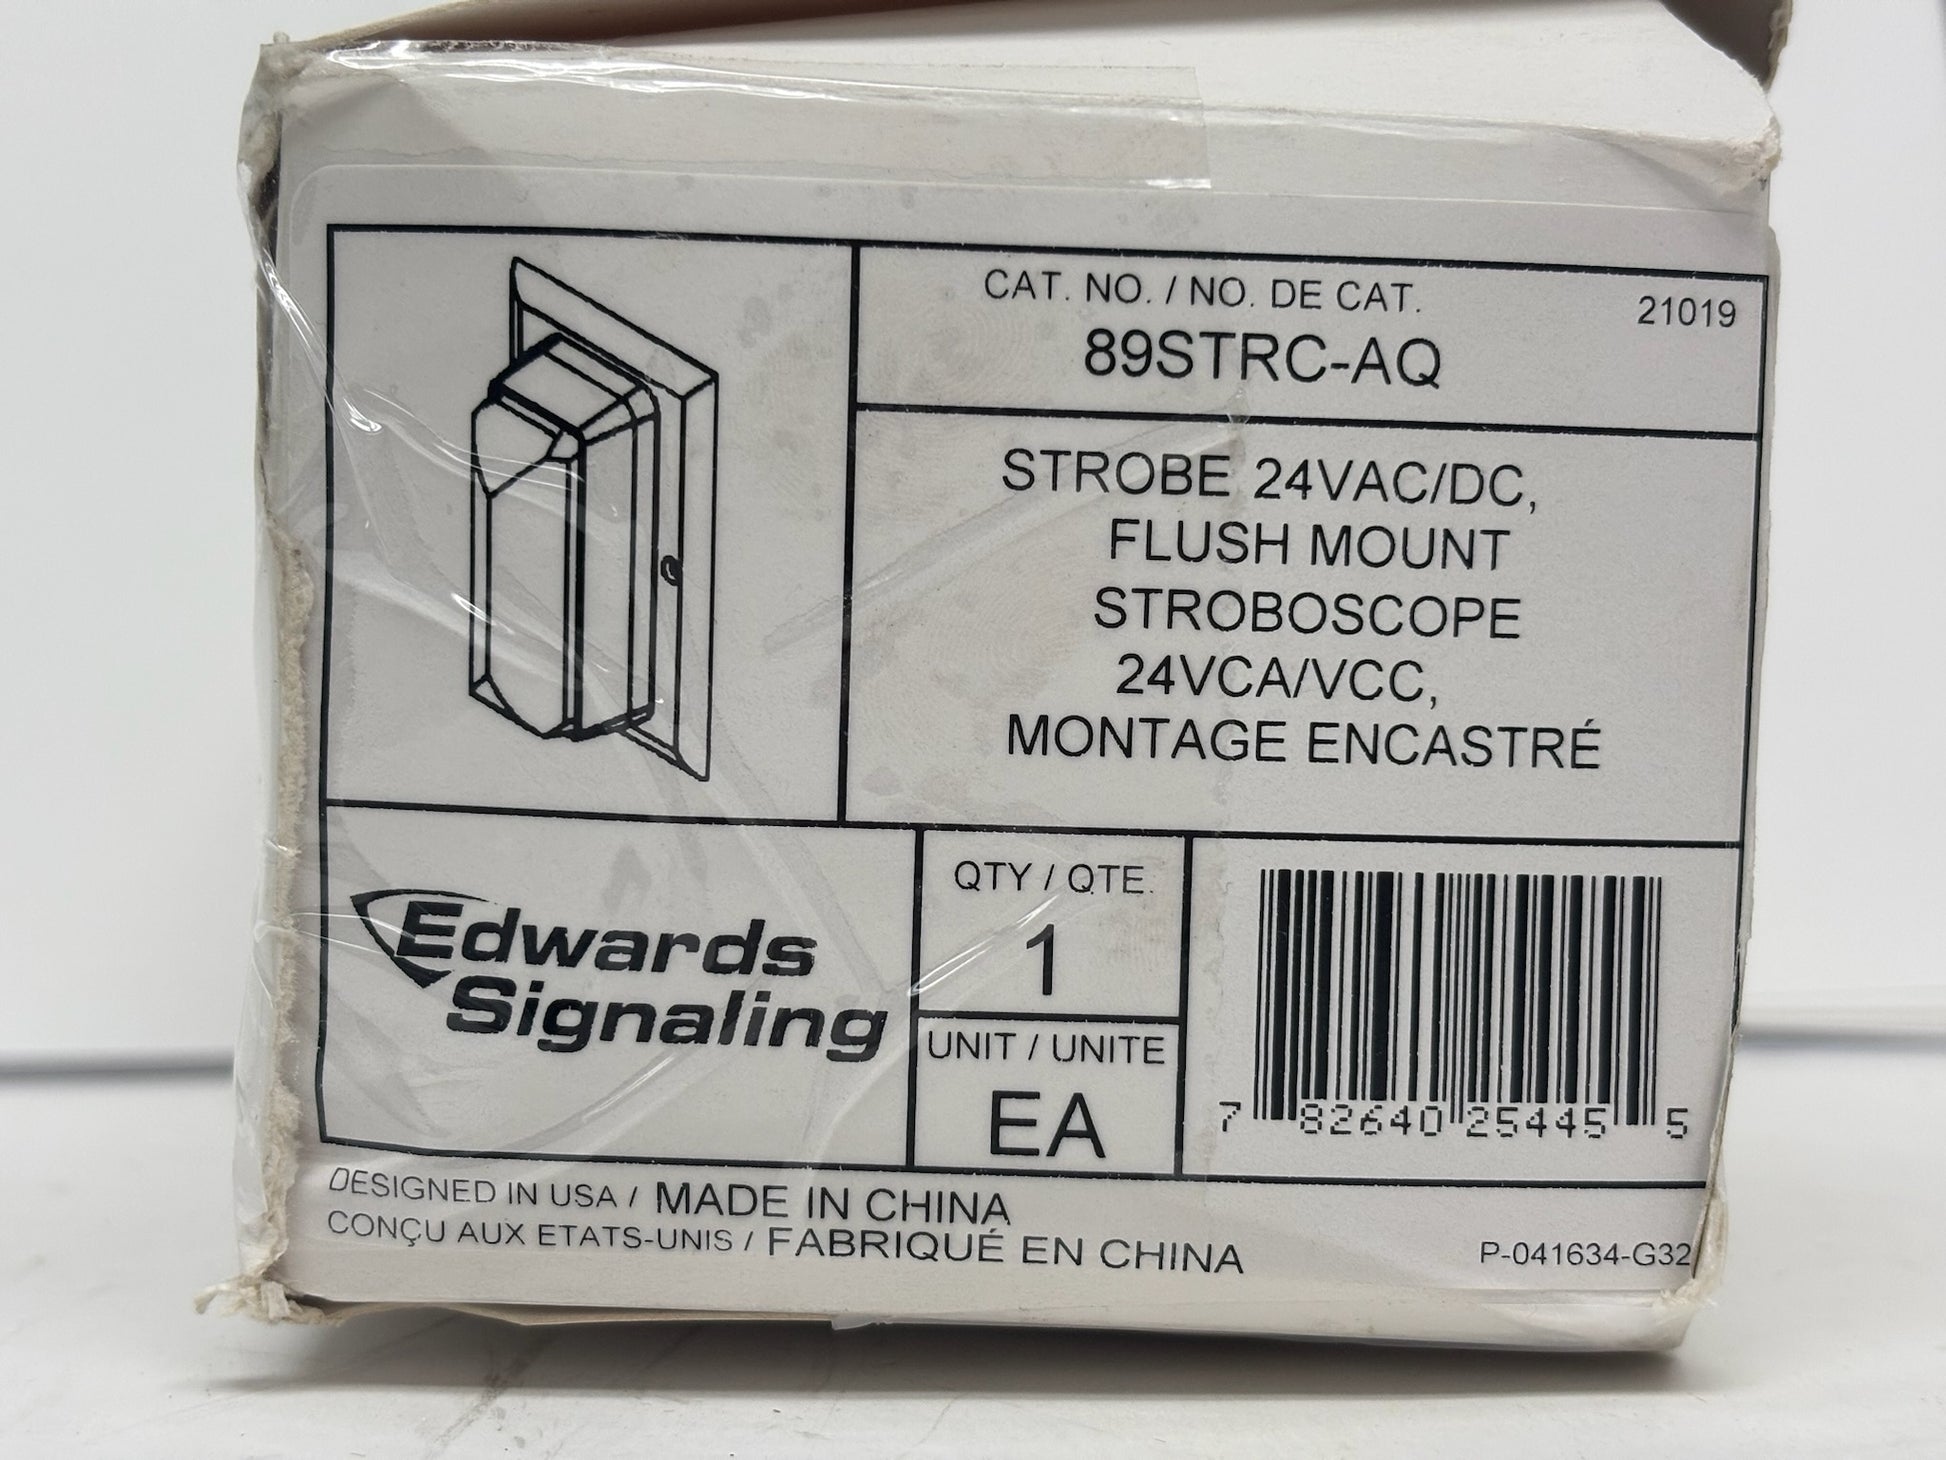 CAT. NO. / NO. DE CAT.
21019
89STRC-AQ
STROBE 24VAC/DC,
FLUSH MOUNT
STROBOSCOPE
24VCA/VCC,
MONTAGE ENCASTRÉ
Edwards
Signaling
QTY / QTE.
1
UNIT / UNITE
EA
7 82640 25445 5
DESIGNED IN USA / MADE IN CHINA
CONÇU AUX ETATS-UNIS / FABRIQUÉ EN CHINA
P-041634-G32